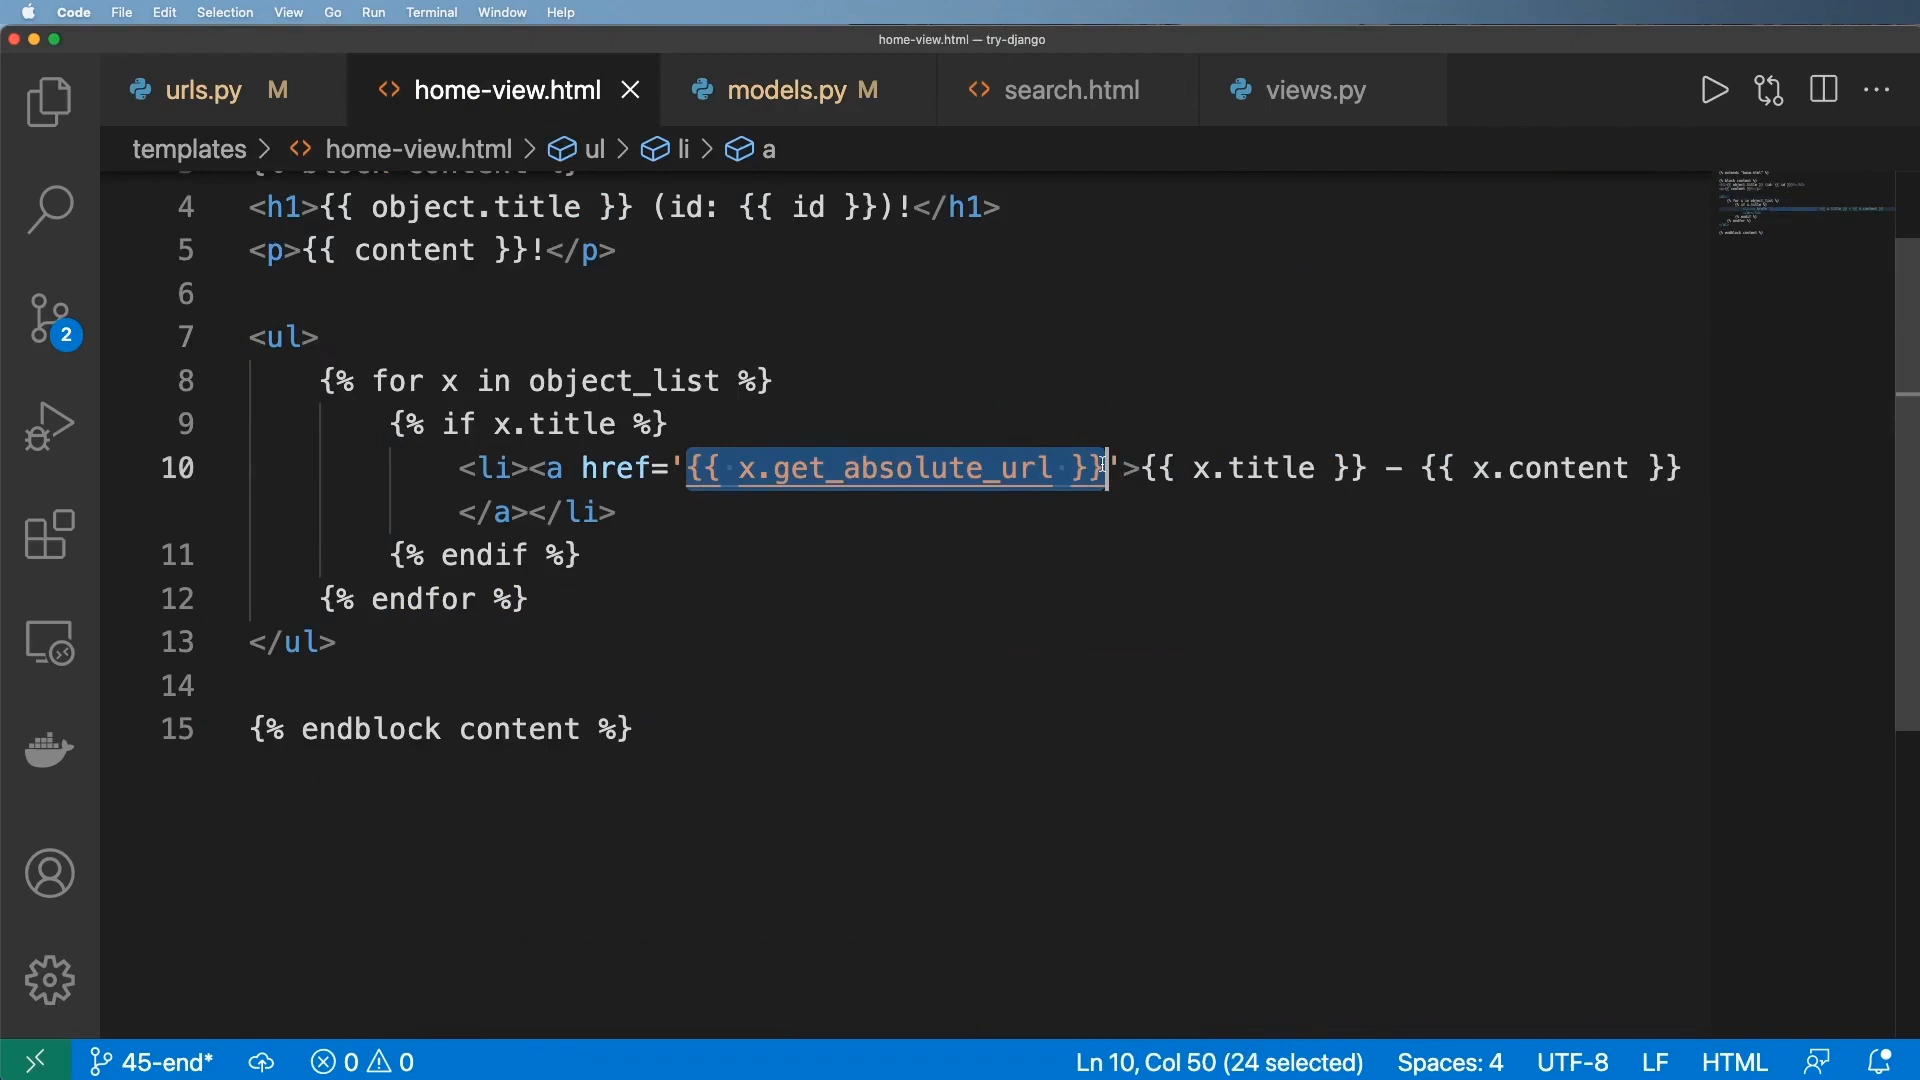 Code File Edit Selection View Go Run Terminal Window Help
home-view.html — try-django
urls.py M home-view.html models.py M search.html views.py
templates > home-view.html > ul > li > a
4 <h1>{{ object.title }} (id: {{ id }})!</h1>
5 <p>{{ content }}!</p>
6
7 <ul>
8 {% for x in object_list %}
9 {% if x.title %}
10 <li><a href='{{ x.get_absolute_url }}'>{{ x.title }} - {{ x.content }}
</a></li>
11 {% endif %}
12 {% endfor %}
13 </ul>
14
15 {% endblock content %}
2
45-end* 0 0 Ln 10, Col 50 (24 selected) Spaces: 4 UTF-8 LF HTML